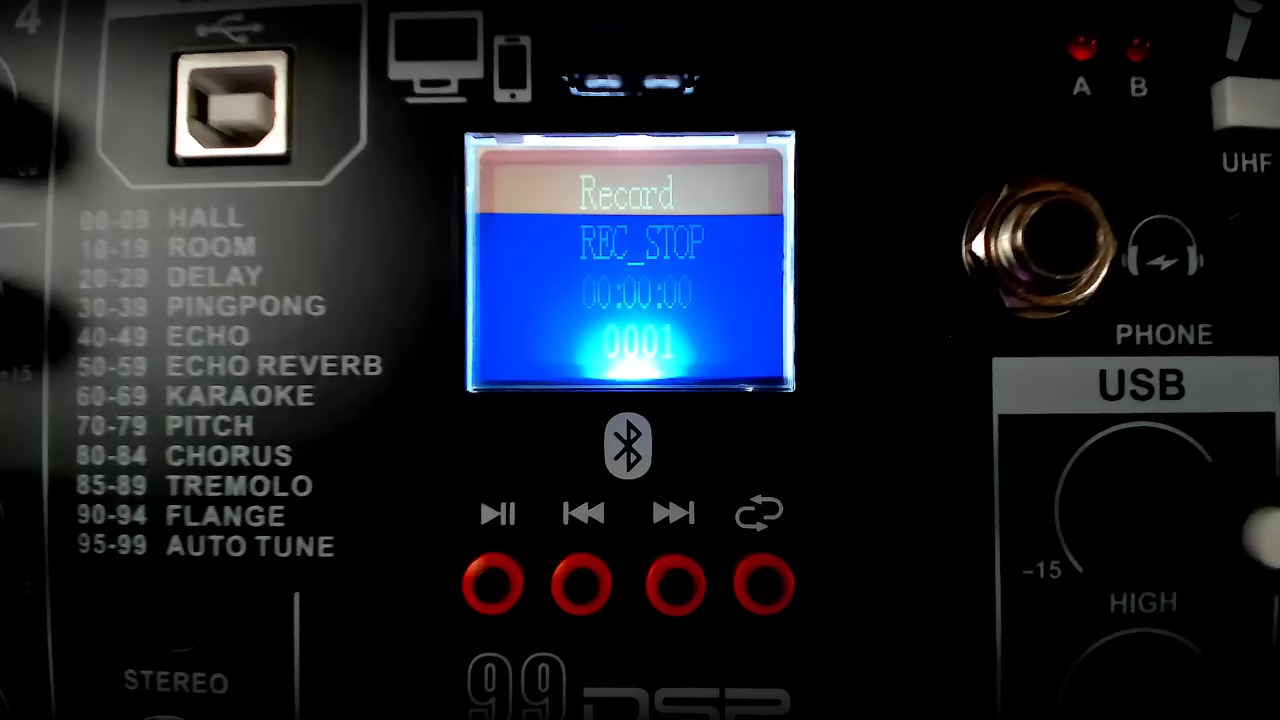 4
A B
UHF
Record
REC_STOP
00:00:00
0001
00-09 HALL
10-19 ROOM
20-29 DELAY
30-39 PINGPONG
40-49 ECHO
50-59 ECHO REVERB
60-69 KARAOKE
70-79 PITCH
80-84 CHORUS
85-89 TREMOLO
90-94 FLANGE
95-99 AUTO TUNE
STEREO
99 DSP
PHONE
USB
-15
HIGH